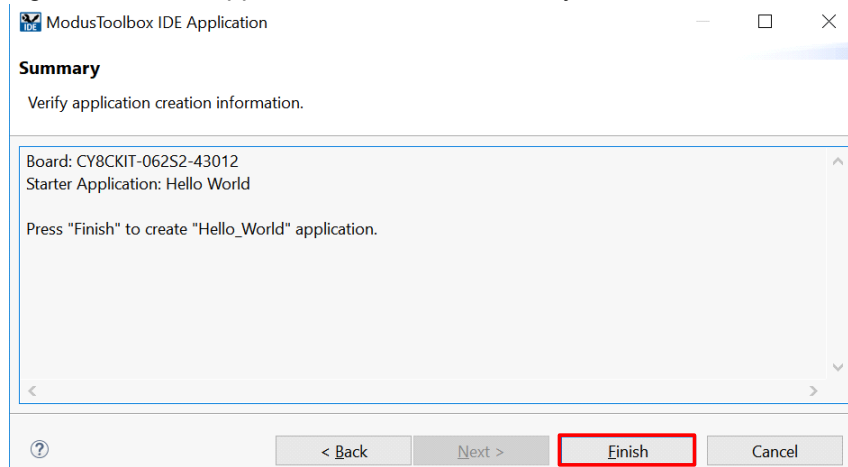 IDE ModusToolbox IDE Application
Summary
Verify application creation information.
Board: CY8CKIT-062S2-43012
Starter Application: Hello World
Press "Finish" to create "Hello_World" application.
? < Back Next > Finish Cancel